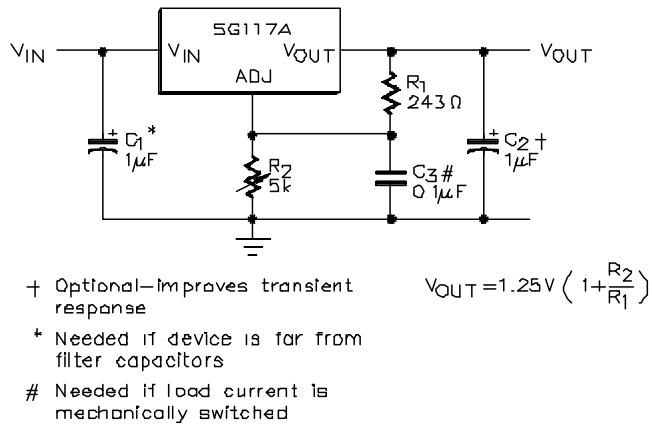 SG117A
VIN
VIN
VOUT
VOUT
ADJ
R1
243Ω
C1*
1µF
R2
5k
C3#
0.1µF
C2†
1µF
† Optional—improves transient
response
* Needed if device is far from
filter capacitors
# Needed if load current is
mechanically switched
VOUT=1.25V(1+R2/R1)